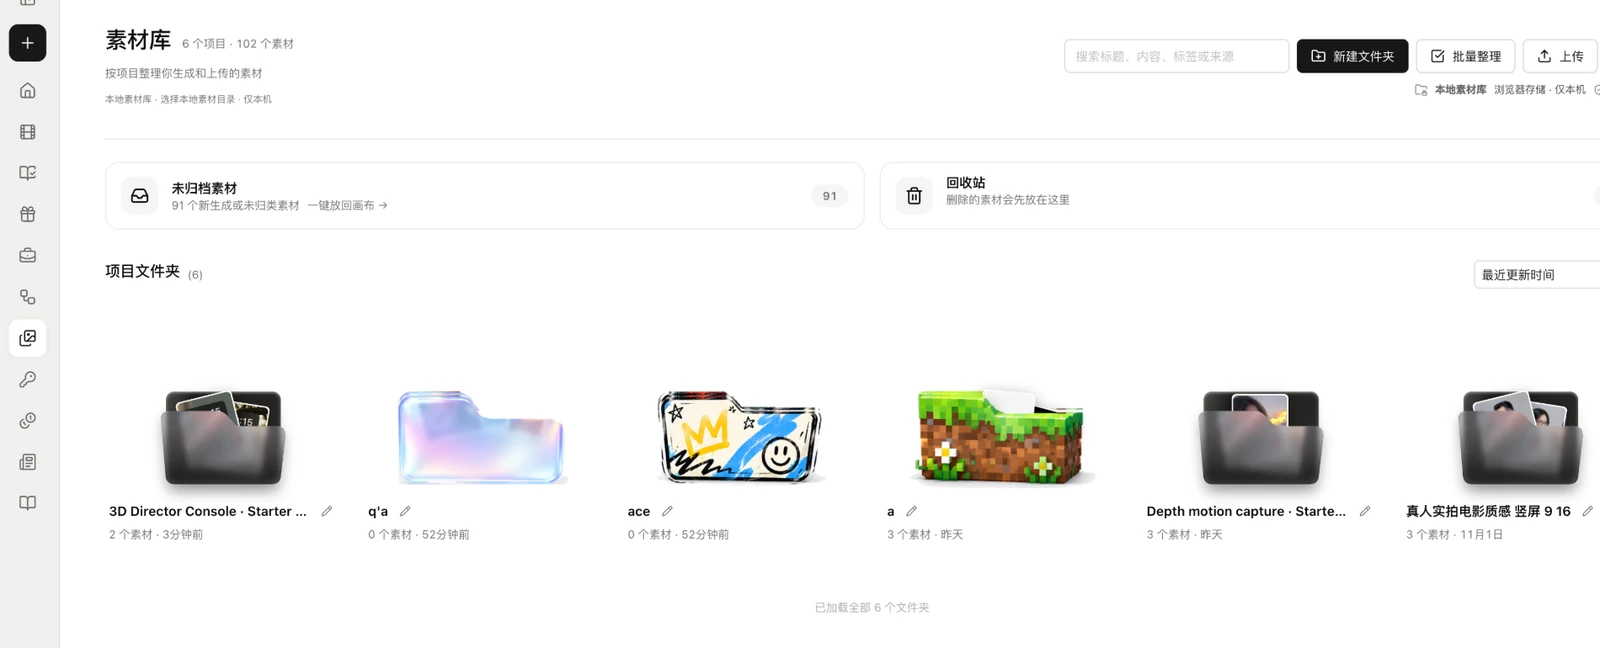 素材库 6 个项目 · 102 个素材
按项目整理你生成和上传的素材
本地素材库 · 选择本地素材目录 · 仅本机
搜索标题、内容、标签或来源
新建文件夹
批量整理
上传
本地素材库 浏览器存储 · 仅本机
未归档素材
91 个新生成或未归类素材 一键放回画布 →
91
回收站
删除的素材会先放在这里
项目文件夹 (6)
最近更新时间
3D Director Console · Starter ...
2 个素材 · 3分钟前
q'a
0 个素材 · 52分钟前
ace
0 个素材 · 52分钟前
a
3 个素材 · 昨天
Depth motion capture · Starte...
3 个素材 · 昨天
真人实拍电影质感 竖屏 9 16
3 个素材 · 11月1日
已加载全部 6 个文件夹